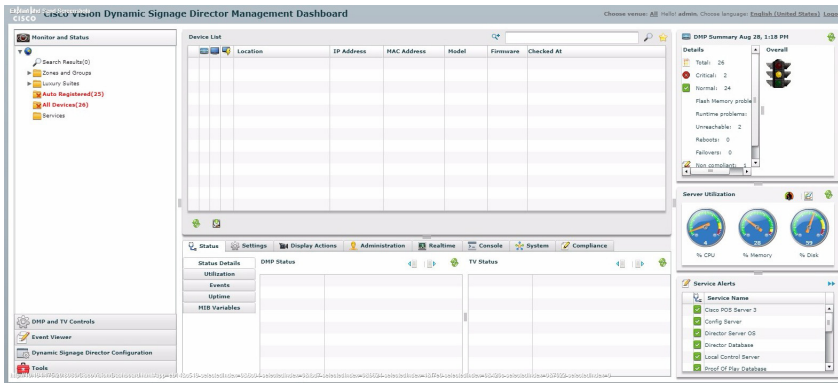 CISCO
Cisco Vision Dynamic Signage Director Management Dashboard
Choose venue: All Hello! admin. Choose language: English (United States)
Monitor and Status
Search Results(0)
Zones and Groups
Luxury Suites
Auto Registered(25)
All Devices(26)
Services
DMP and TV Controls
Event Viewer
Dynamic Signage Director Configuration
Tools
Device List
Location IP Address MAC Address Model Firmware Checked At
Status Settings Display Actions Administration Realtime Console System Compliance
Status Details
Utilization
Events
Uptime
MIB Variables
DMP Status
TV Status
DMP Summary Aug 28, 1:18 PM
Details Overall
Total: 26
Critical: 2
Normal: 24
Flash Memory proble
Runtime problems:
Unreachable: 2
Reboots: 0
Failovers: 0
Non compliant: 1
Server Utilization
4 28 55
% CPU % Memory % Disk
Service Alerts
Service Name
Cisco POS Server 3
Config Server
Director Server OS
Director Database
Local Control Server
Proof Of Play Database